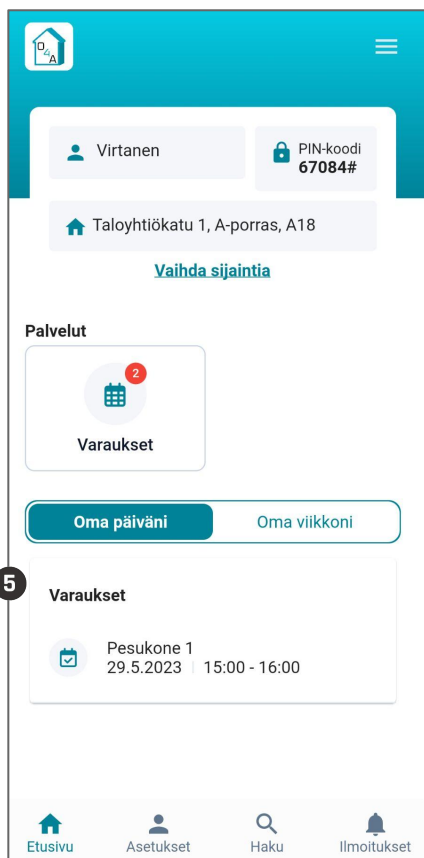 O4A
Virtanen
PIN-koodi
67084#
Taloyhtiökatu 1, A-porras, A18
Vaihda sijaintia
Palvelut
2
Varaukset
Oma päiväni
Oma viikkoni
5
Varaukset
Pesukone 1
29.5.2023 | 15:00 - 16:00
Etusivu
Asetukset
Haku
Ilmoitukset